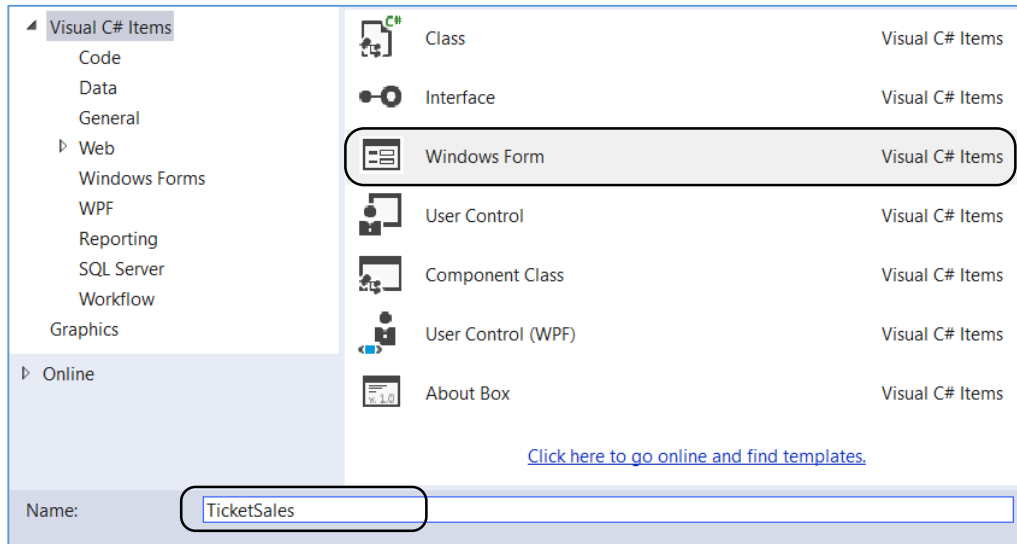 Visual C# Items
Code
Data
General
Web
Windows Forms
WPF
Reporting
SQL Server
Workflow
Graphics
Online
C#
Class Visual C# Items
Interface Visual C# Items
Windows Form Visual C# Items
User Control Visual C# Items
Component Class Visual C# Items
User Control (WPF) Visual C# Items
v. 1.0
About Box Visual C# Items
Click here to go online and find templates.
Name: TicketSales